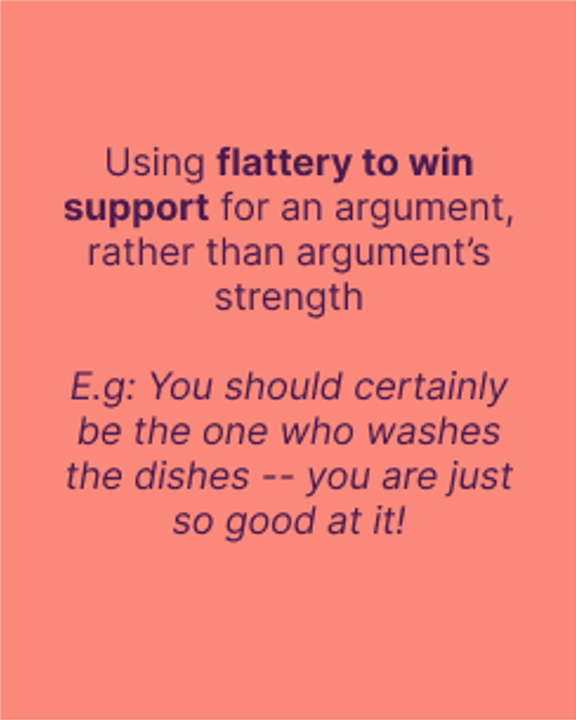 Using flattery to win
support for an argument,
rather than argument’s
strength
E.g: You should certainly
be the one who washes
the dishes -- you are just
so good at it!